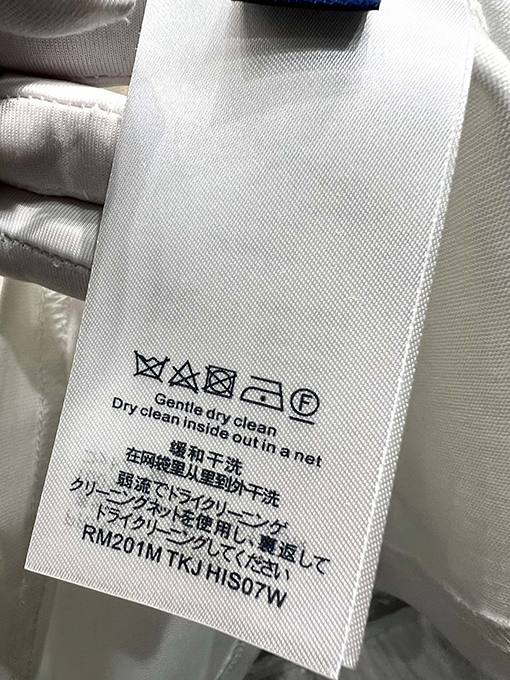 F
Gentle dry clean
Dry clean inside out in a net
缓和干洗
在网袋里从里到外干洗
弱流でドライクリーニング
クリーニングネットを使用し、裏返して
ドライクリーニングしてください
RM201M TKJ HIS07W